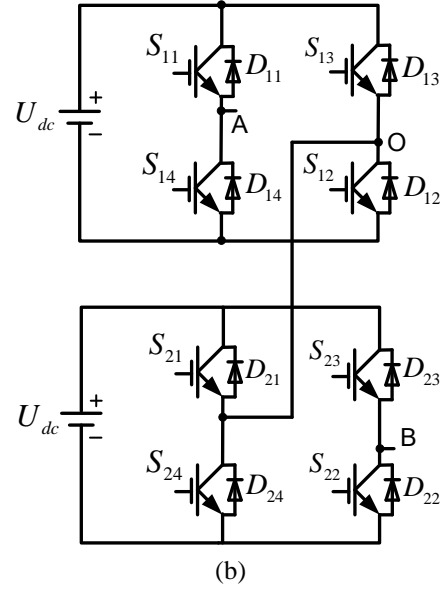 S11 D11 S13 D13
Udc + − A O
S14 D14 S12 D12
S21 D21 S23 D23
Udc + − B
S24 D24 S22 D22
(b)